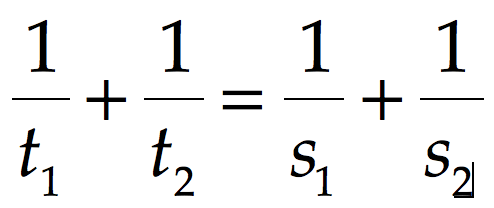 1/t₁ + 1/t₂ = 1/s₁ + 1/s₂